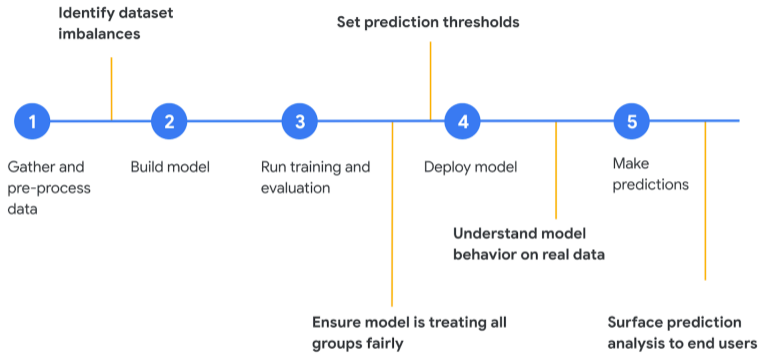 Identify dataset
imbalances
Set prediction thresholds
1
2
3
4
5
Gather and
pre-process
data
Build model
Run training and
evaluation
Deploy model
Make
predictions
Understand model
behavior on real data
Ensure model is treating all
groups fairly
Surface prediction
analysis to end users